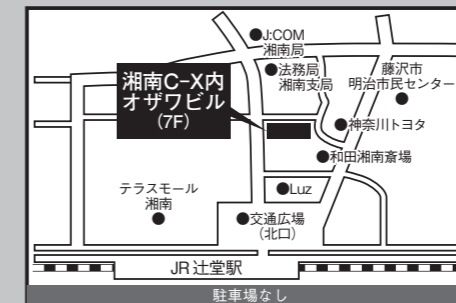 J:COM
湘南局
法務局
湘南支局
藤沢市
明治市民センター
湘南C-X内
オザワビル
(7F)
神奈川トヨタ
和田湘南斎場
テラスモール
湘南
Luz
交通広場
(北口)
JR辻堂駅
駐車場なし